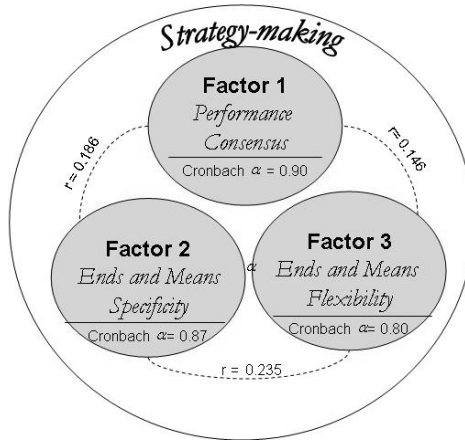 Strategy-making
Factor 1
Performance
Consensus
Cronbach α = 0.90
r = 0.186
r= 0.146
Factor 2
Ends and Means
Specificity
Cronbach α= 0.87
α
Factor 3
Ends and Means
Flexibility
Cronbach α= 0.80
r = 0.235